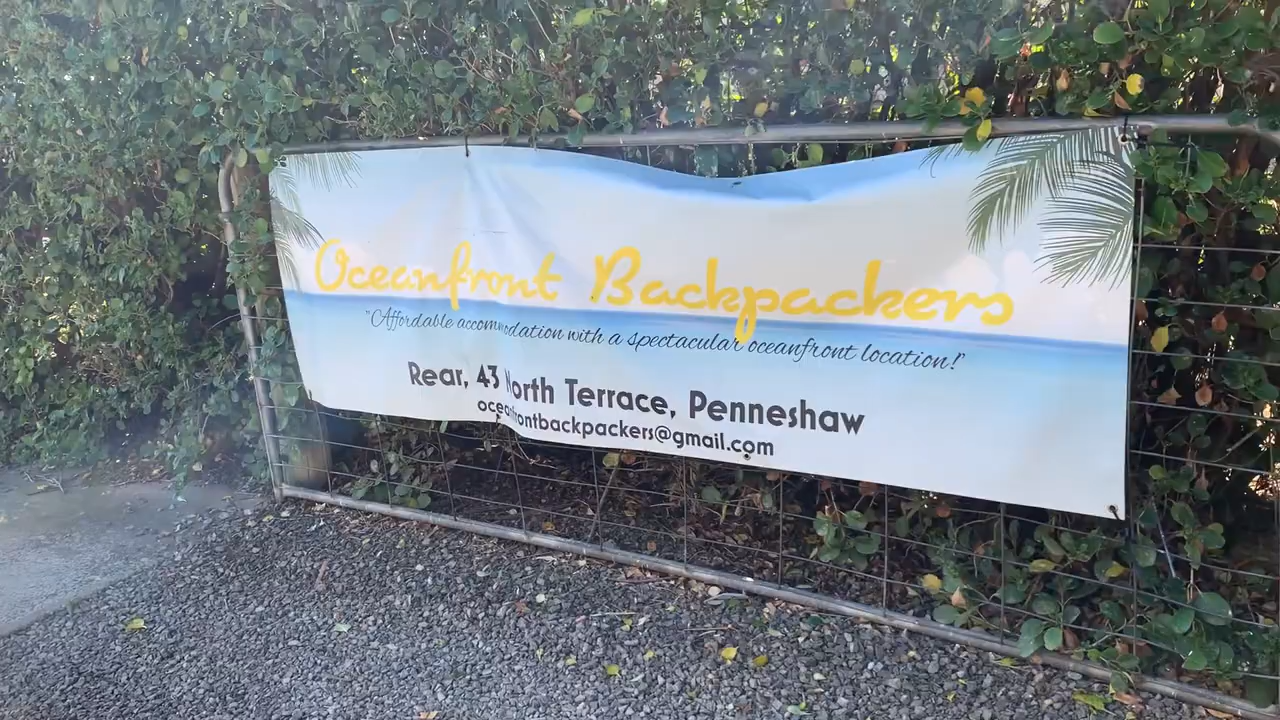 Oceanfront Backpackers
"Affordable accommodation with a spectacular oceanfront location!"
Rear, 43 North Terrace, Penneshaw
oceanfrontbackpackers@gmail.com